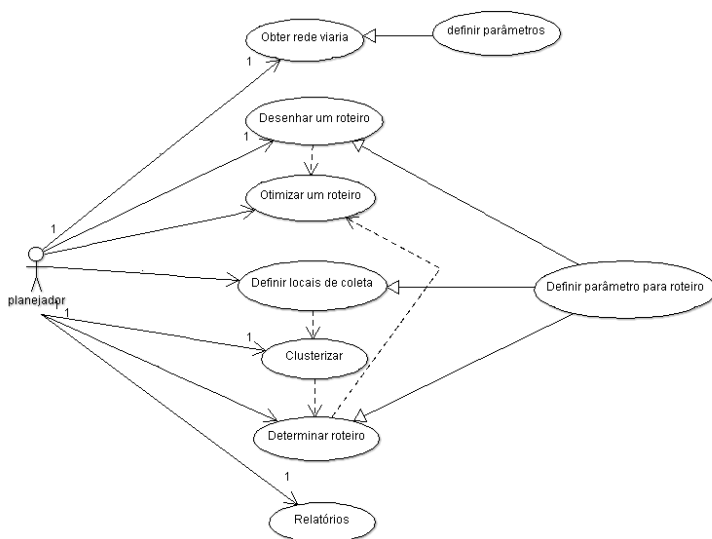 Obter rede viaria
definir parâmetros
1
Desenhar um roteiro
1
Otimizar um roteiro
1
Definir locais de coleta
Definir parâmetro para roteiro
planejador
1
1
1
Clusterizar
Determinar roteiro
1
Relatórios